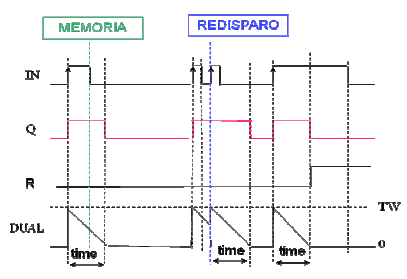 MEMORIA
REDISPARO
IN
Q
R
TW
DUAL
time
time
time
0